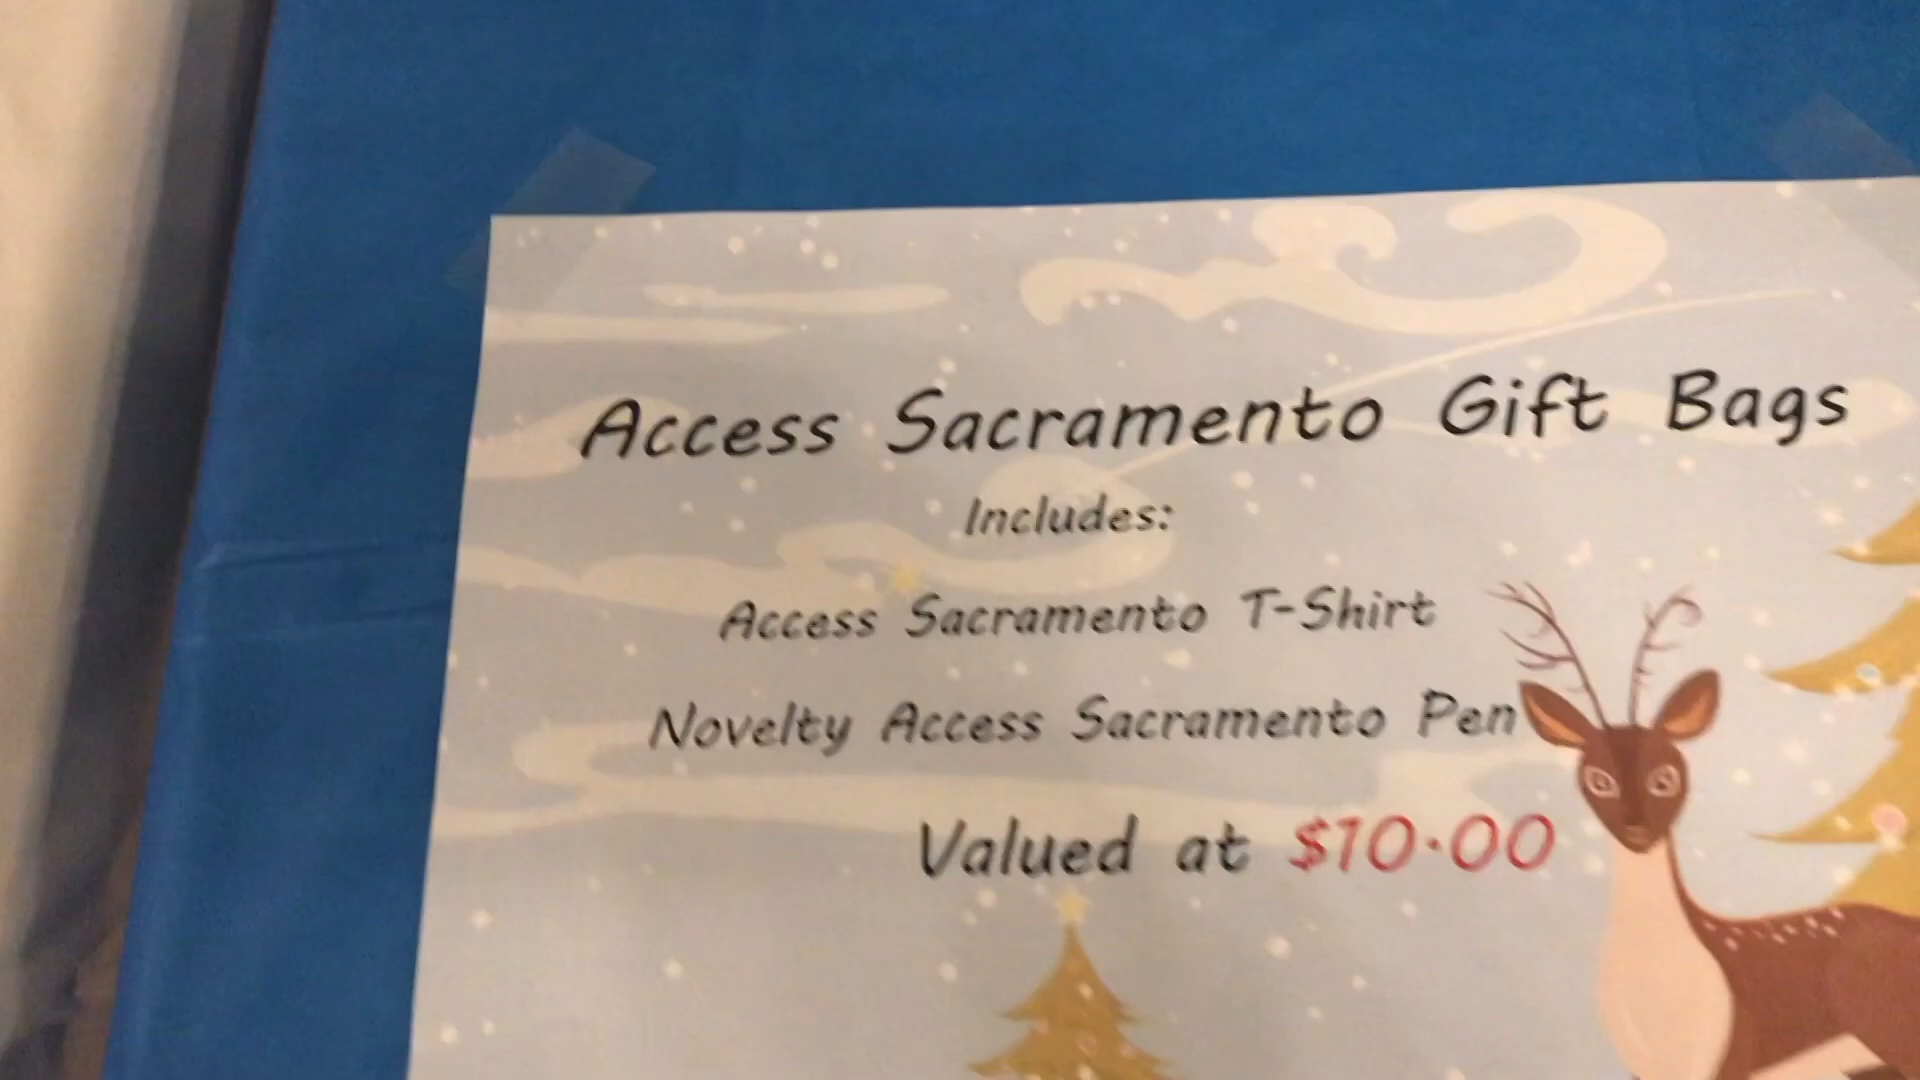 Access Sacramento Gift Bags
Includes:
Access Sacramento T-Shirt
Novelty Access Sacramento Pen
Valued at $10.00